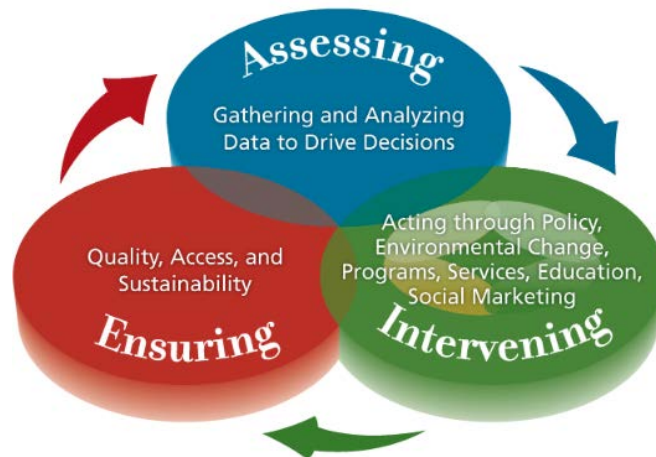 Assessing
Gathering and Analyzing
Data to Drive Decisions
Acting through Policy,
Environmental Change,
Programs, Services, Education,
Social Marketing
Intervening
Quality, Access, and
Sustainability
Ensuring